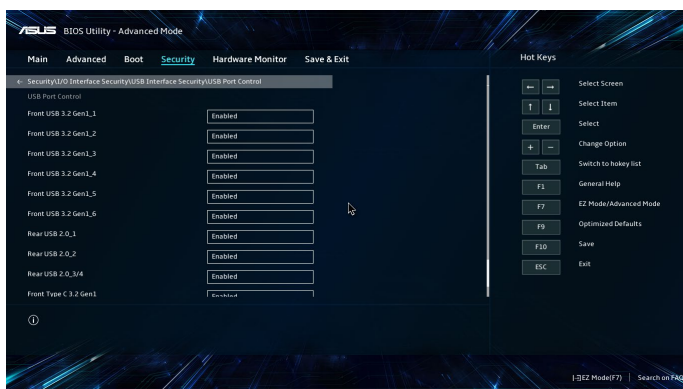 ASUS BIOS Utility - Advanced Mode
Main Advanced Boot Security Hardware Monitor Save & Exit
Hot Keys
← Security\I/O Interface Security\USB Interface Security\USB Port Control
USB Port Control
Front USB 3.2 Gen1_1 Enabled
Front USB 3.2 Gen1_2 Enabled
Front USB 3.2 Gen1_3 Enabled
Front USB 3.2 Gen1_4 Enabled
Front USB 3.2 Gen1_5 Enabled
Front USB 3.2 Gen1_6 Enabled
Rear USB 2.0_1 Enabled
Rear USB 2.0_2 Enabled
Rear USB 2.0_3/4 Enabled
Front Type C 3.2 Gen1 Enabled
← → Select Screen
↑ ↓ Select Item
Enter Select
+ − Change Option
Tab Switch to hokey list
F1 General Help
F7 EZ Mode/Advanced Mode
F9 Optimized Defaults
F10 Save
ESC Exit
EZ Mode(F7) | Search on FAQ